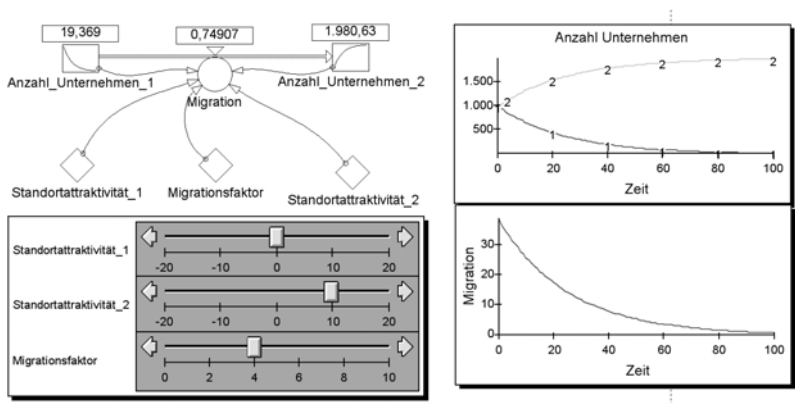 19,369
0,74907
1.980,63
Anzahl_Unternehmen_1
Anzahl_Unternehmen_2
Migration
Standortattraktivität_1
Migrationsfaktor
Standortattraktivität_2
Standortattraktivität_1
-20 -10 0 10 20
Standortattraktivität_2
-20 -10 0 10 20
Migrationsfaktor
0 2 4 6 8 10
Anzahl Unternehmen
1.500
1.000
500
2 2 2 2 2 2
1 1 1
0 20 40 60 80 100
Zeit
Migration
30
20
10
0
0 20 40 60 80 100
Zeit